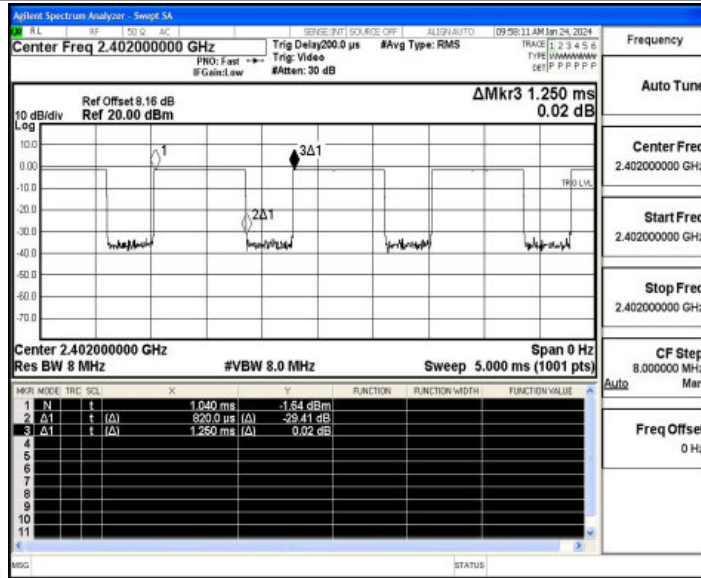 Agilent Spectrum Analyzer - Swept SA
RL RF 50 Ω AC SENSE:INT SOURCE OFF ALIGN AUTO 09:58:11 AM Jan 24, 2024
Center Freq 2.402000000 GHz
PNO: Fast
IFGain:Low
Trig Delay200.0 µs
Trig: Video
#Atten: 30 dB
#Avg Type: RMS
TRACE 1 2 3 4 5 6
TYPE
DET P P P P P P
Ref Offset 8.16 dB
Ref 20.00 dBm
10 dB/div
Log
ΔMkr3 1.250 ms
0.02 dB
10.0
0.00
-10.0
-20.0
-30.0
-40.0
-50.0
-60.0
-70.0
1
2Δ1
3Δ1
TRIG LVL
Center 2.402000000 GHz Span 0 Hz
Res BW 8 MHz #VBW 8.0 MHz Sweep 5.000 ms (1001 pts)
MKR MODE TRC SCL X Y FUNCTION FUNCTION WIDTH FUNCTION VALUE
1 N t 1.040 ms -1.64 dBm
2 Δ1 t (Δ) 820.0 µs (Δ) -29.41 dB
3 Δ1 t (Δ) 1.250 ms (Δ) 0.02 dB
4
5
6
7
8
9
10
11
MSG STATUS
Frequency
Auto Tune
Center Freq
2.402000000 GHz
Start Freq
2.402000000 GHz
Stop Freq
2.402000000 GHz
CF Step
8.000000 MHz
Auto Man
Freq Offset
0 Hz